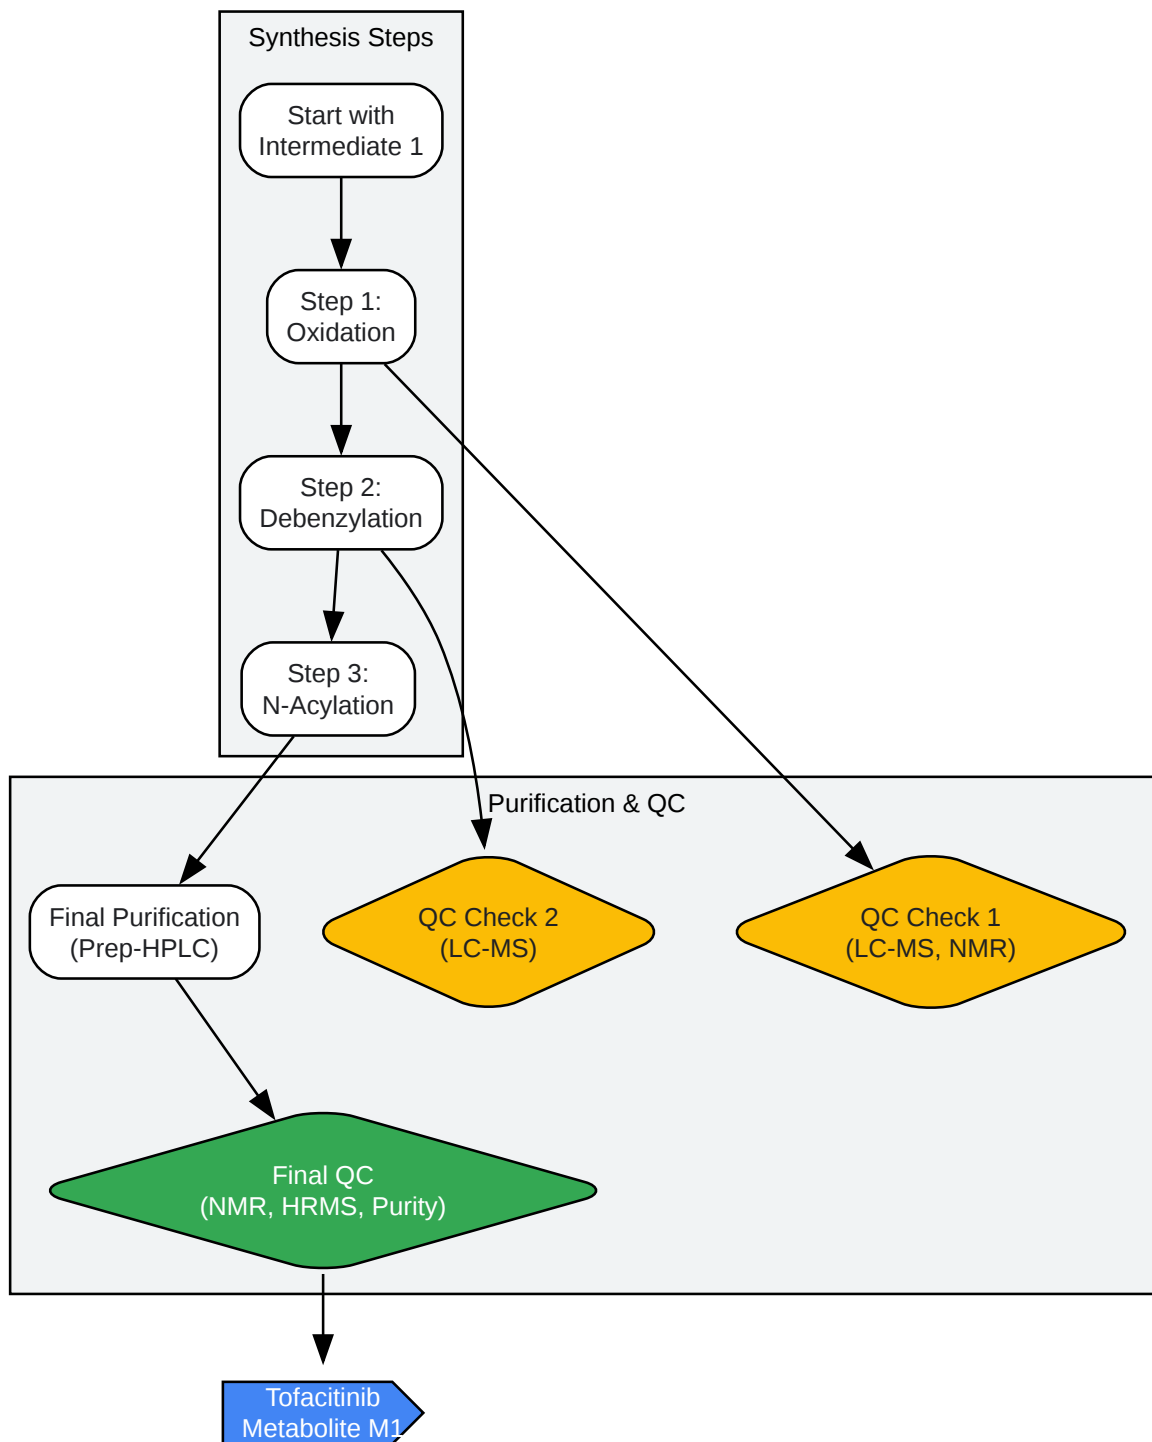 Synthesis Steps
Start with
Intermediate 1
Step 1:
Oxidation
Step 2:
Debenzylation
Step 3:
N-Acylation
Purification & QC
Final Purification
(Prep-HPLC)
QC Check 2
(LC-MS)
QC Check 1
(LC-MS, NMR)
Final QC
(NMR, HRMS, Purity)
Tofacitinib
Metabolite M1